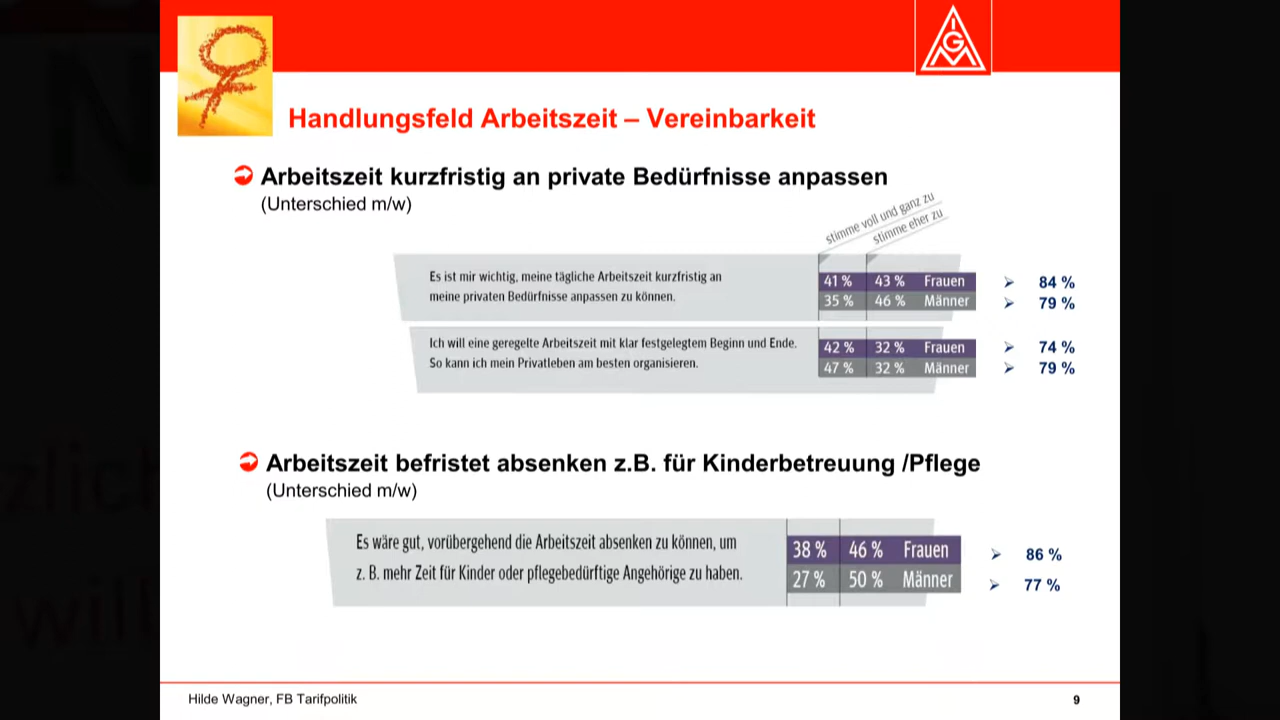 IGM
Handlungsfeld Arbeitszeit – Vereinbarkeit
Arbeitszeit kurzfristig an private Bedürfnisse anpassen
(Unterschied m/w)
stimme voll und ganz zu
stimme eher zu
Es ist mir wichtig, meine tägliche Arbeitszeit kurzfristig an
meine privaten Bedürfnisse anpassen zu können.
41 % 43 % Frauen 84 %
35 % 46 % Männer 79 %
Ich will eine geregelte Arbeitszeit mit klar festgelegtem Beginn und Ende.
So kann ich mein Privatleben am besten organisieren.
42 % 32 % Frauen 74 %
47 % 32 % Männer 79 %
Arbeitszeit befristet absenken z.B. für Kinderbetreuung /Pflege
(Unterschied m/w)
Es wäre gut, vorübergehend die Arbeitszeit absenken zu können, um
z. B. mehr Zeit für Kinder oder pflegebedürftige Angehörige zu haben.
38 % 46 % Frauen 86 %
27 % 50 % Männer 77 %
Hilde Wagner, FB Tarifpolitik
9